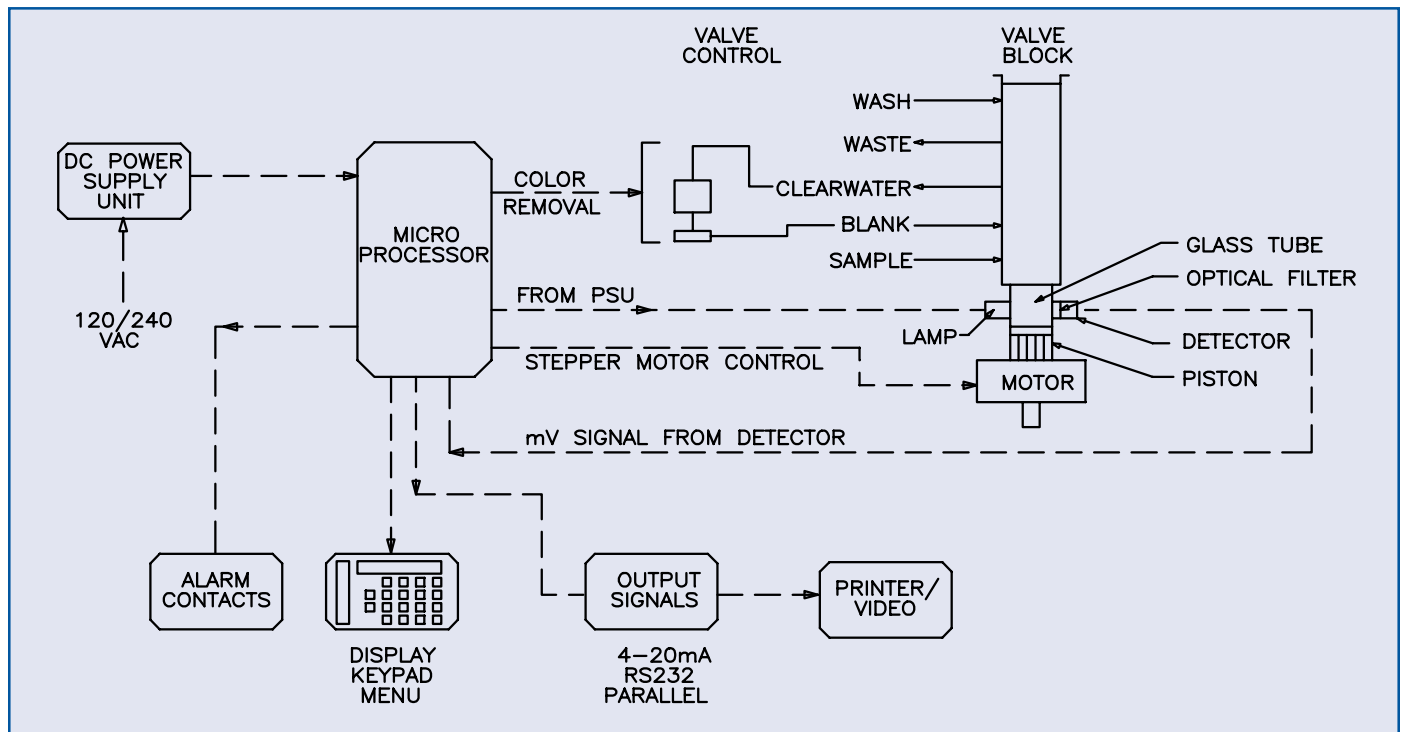 VALVE
CONTROL
VALVE
BLOCK
WASH
WASTE
CLEARWATER
BLANK
SAMPLE
DC POWER
SUPPLY
UNIT
120/240
VAC
MICRO
PROCESSOR
COLOR
REMOVAL
FROM PSU
STEPPER MOTOR CONTROL
mV SIGNAL FROM DETECTOR
GLASS TUBE
OPTICAL FILTER
LAMP
DETECTOR
PISTON
MOTOR
ALARM
CONTACTS
DISPLAY
KEYPAD
MENU
OUTPUT
SIGNALS
4-20mA
RS232
PARALLEL
PRINTER/
VIDEO